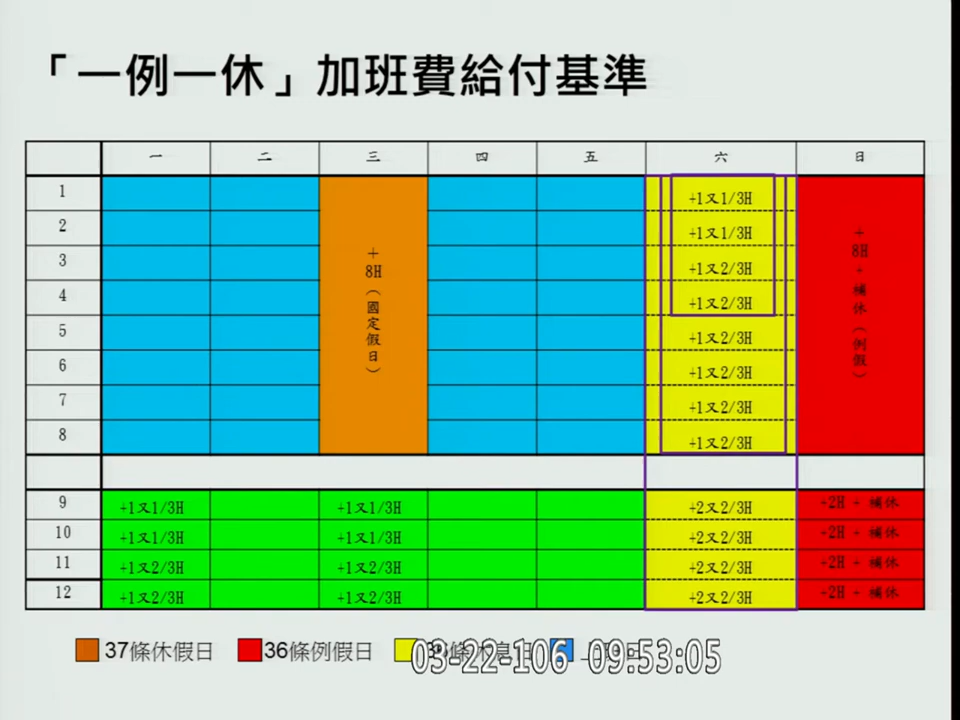 「一例一休」加班費給付基準
一 二 三 四 五 六 日
1 +1又1/3H
2 +1又1/3H
3 +1又2/3H
4 +1又2/3H
5 +1又2/3H
6 +1又2/3H
7 +1又2/3H
8 +1又2/3H
+8H（國定假日）
+8H+補休（例假）
9 +1又1/3H +1又1/3H +2又2/3H +2H + 補休
10 +1又1/3H +1又1/3H +2又2/3H +2H + 補休
11 +1又2/3H +1又2/3H +2又2/3H +2H + 補休
12 +1又2/3H +1又2/3H +2又2/3H +2H + 補休
37條休假日 36條例假日
03-22-106 09:53:05